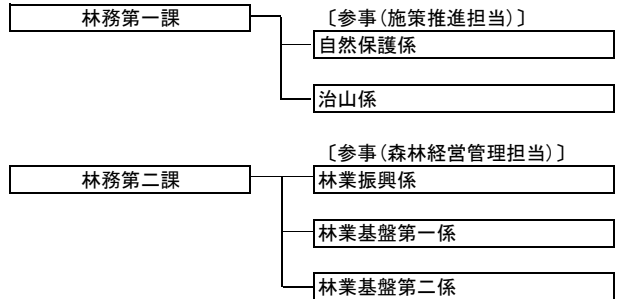 林務第一課
〔参事(施策推進担当)〕
自然保護係
治山係
〔参事(森林経営管理担当)〕
林務第二課
林業振興係
林業基盤第一係
林業基盤第二係